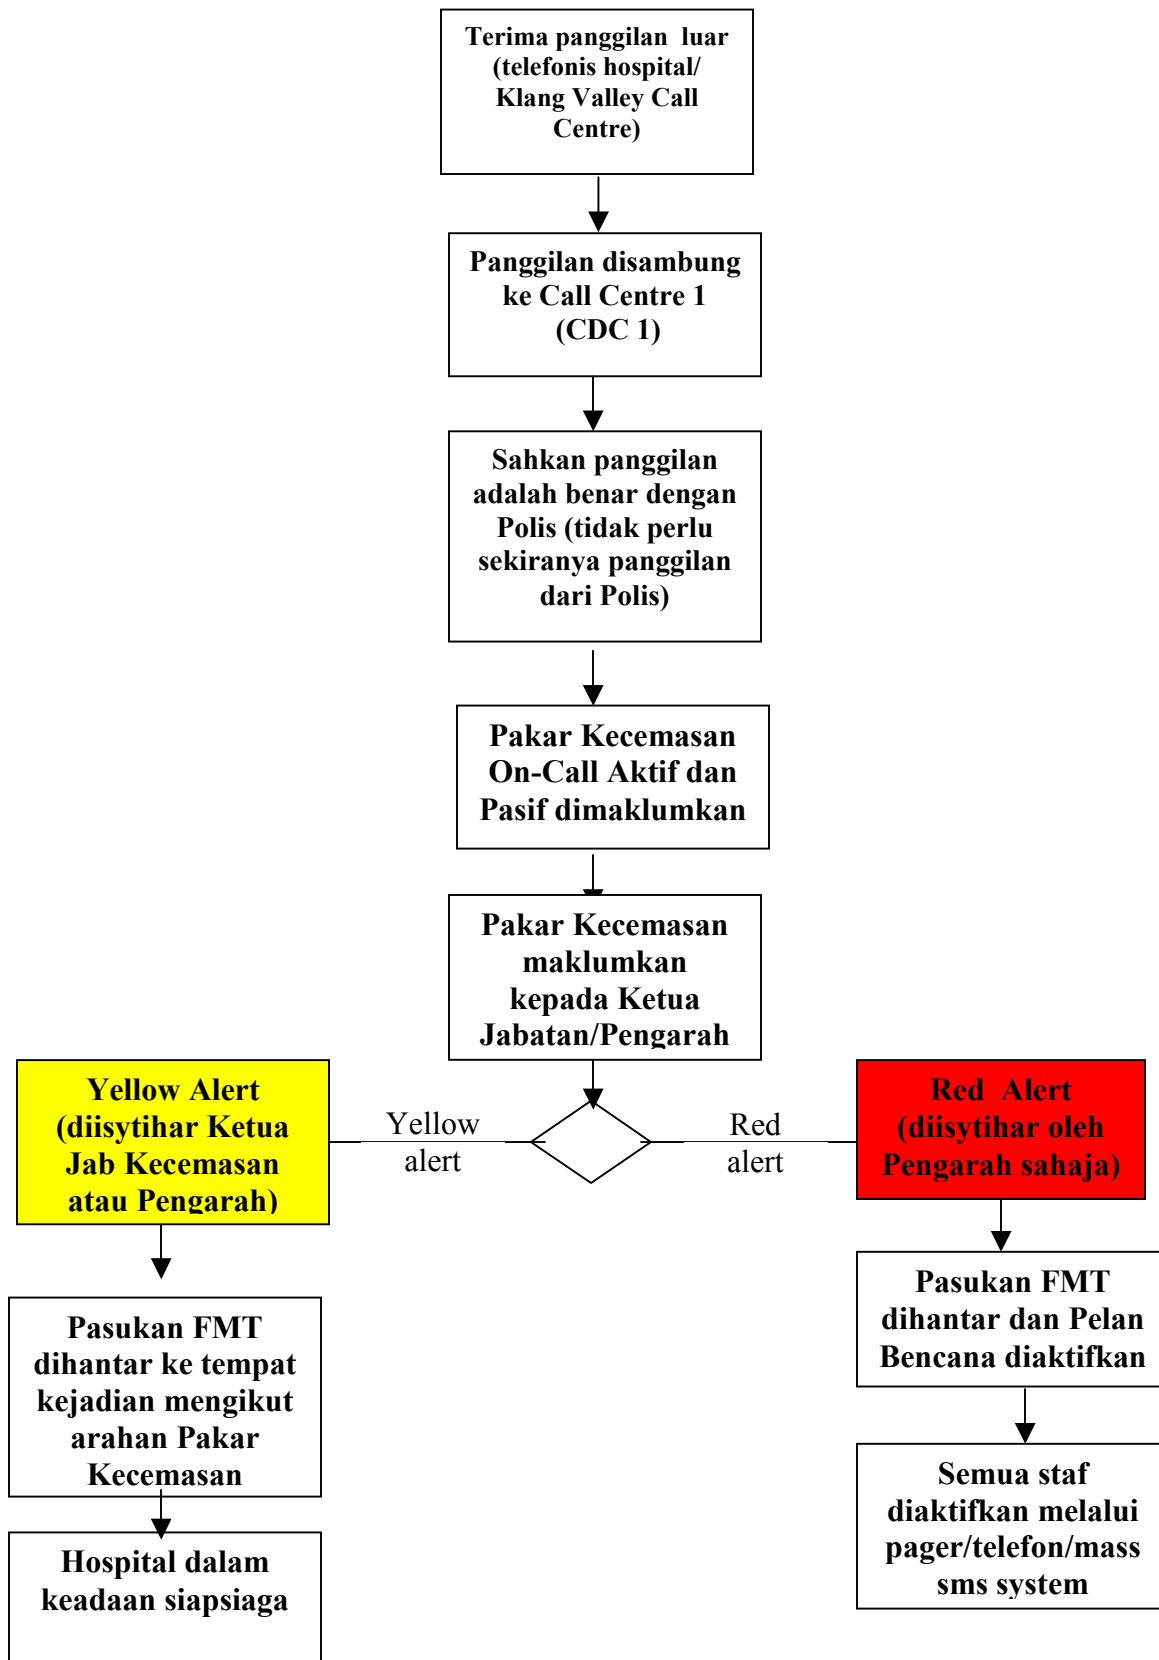 Terima panggilan luar
(telefonis hospital/
Klang Valley Call
Centre)
Panggilan disambung
ke Call Centre 1
(CDC 1)
Sahkan panggilan
adalah benar dengan
Polis (tidak perlu
sekiranya panggilan
dari Polis)
Pakar Kecemasan
On-Call Aktif dan
Pasif dimaklumkan
Pakar Kecemasan
maklumkan
kepada Ketua
Jabatan/Pengarah
Yellow Alert
(diisytihar Ketua
Jab Kecemasan
atau Pengarah)
Yellow
alert
Red
alert
Red Alert
(diisytihar oleh
Pengarah sahaja)
Pasukan FMT
dihantar ke tempat
kejadian mengikut
arahan Pakar
Kecemasan
Hospital dalam
keadaan siapsiaga
Pasukan FMT
dihantar dan Pelan
Bencana diaktifkan
Semua staf
diaktifkan melalui
pager/telefon/mass
sms system